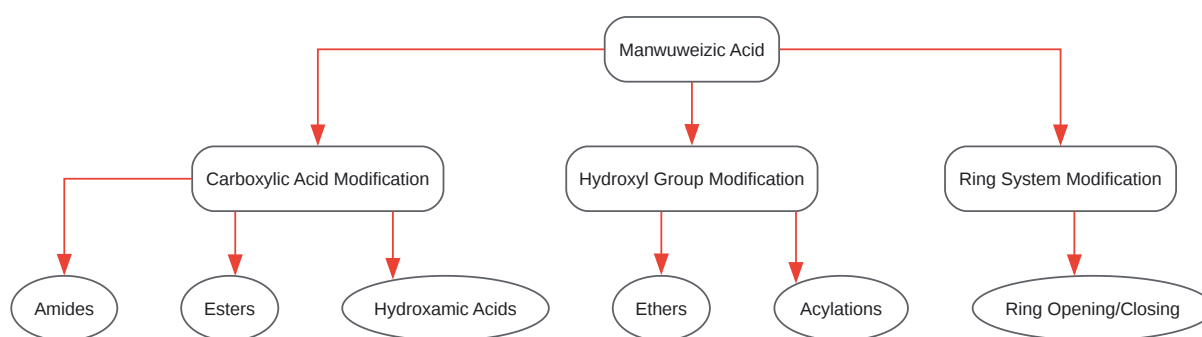 Manwuweizic Acid
Carboxylic Acid Modification
Hydroxyl Group Modification
Ring System Modification
Amides
Esters
Hydroxamic Acids
Ethers
Acylations
Ring Opening/Closing